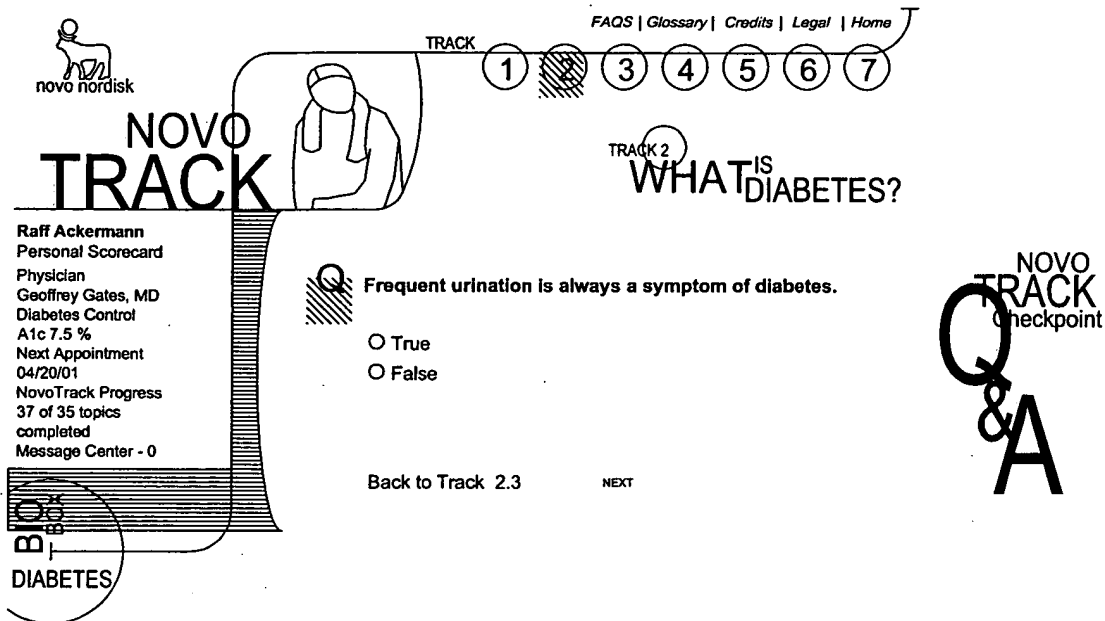 FAQS | Glossary | Credits | Legal | Home
TRACK
1 2 3 4 5 6 7
novo nordisk
NOVO
TRACK
TRACK 2
WHAT IS DIABETES?
Raff Ackermann
Personal Scorecard
Physician
Geoffrey Gates, MD
Diabetes Control
A1c 7.5 %
Next Appointment
04/20/01
NovoTrack Progress
37 of 35 topics
completed
Message Center - 0
Q Frequent urination is always a symptom of diabetes.
True
False
Back to Track 2.3 NEXT
NOVO
TRACK
Checkpoint
Q
&
A
BIO
BOX
DIABETES